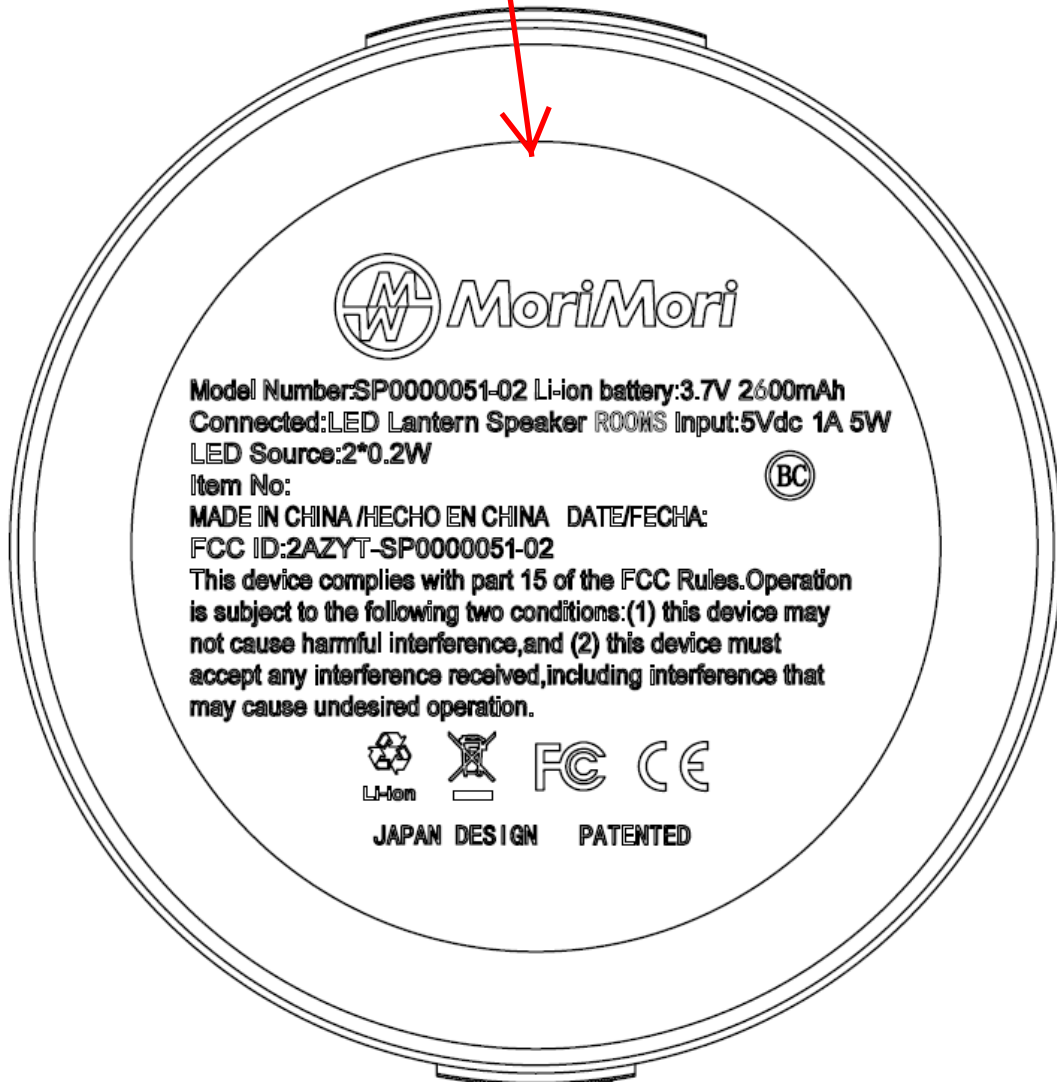 MW MoriMori
Model Number:SP0000051-02 Li-ion battery:3.7V 2600mAh
Connected:LED Lantern Speaker ROOMS Input:5Vdc 1A 5W
LED Source:2*0.2W
BC
Item No:
MADE IN CHINA /HECHO EN CHINA DATE/FECHA:
FCC ID:2AZYT-SP0000051-02
This device complies with part 15 of the FCC Rules.Operation
is subject to the following two conditions:(1) this device may
not cause harmful interference,and (2) this device must
accept any interference received,including interference that
may cause undesired operation.
Li-ion FC CE
JAPAN DESIGN PATENTED